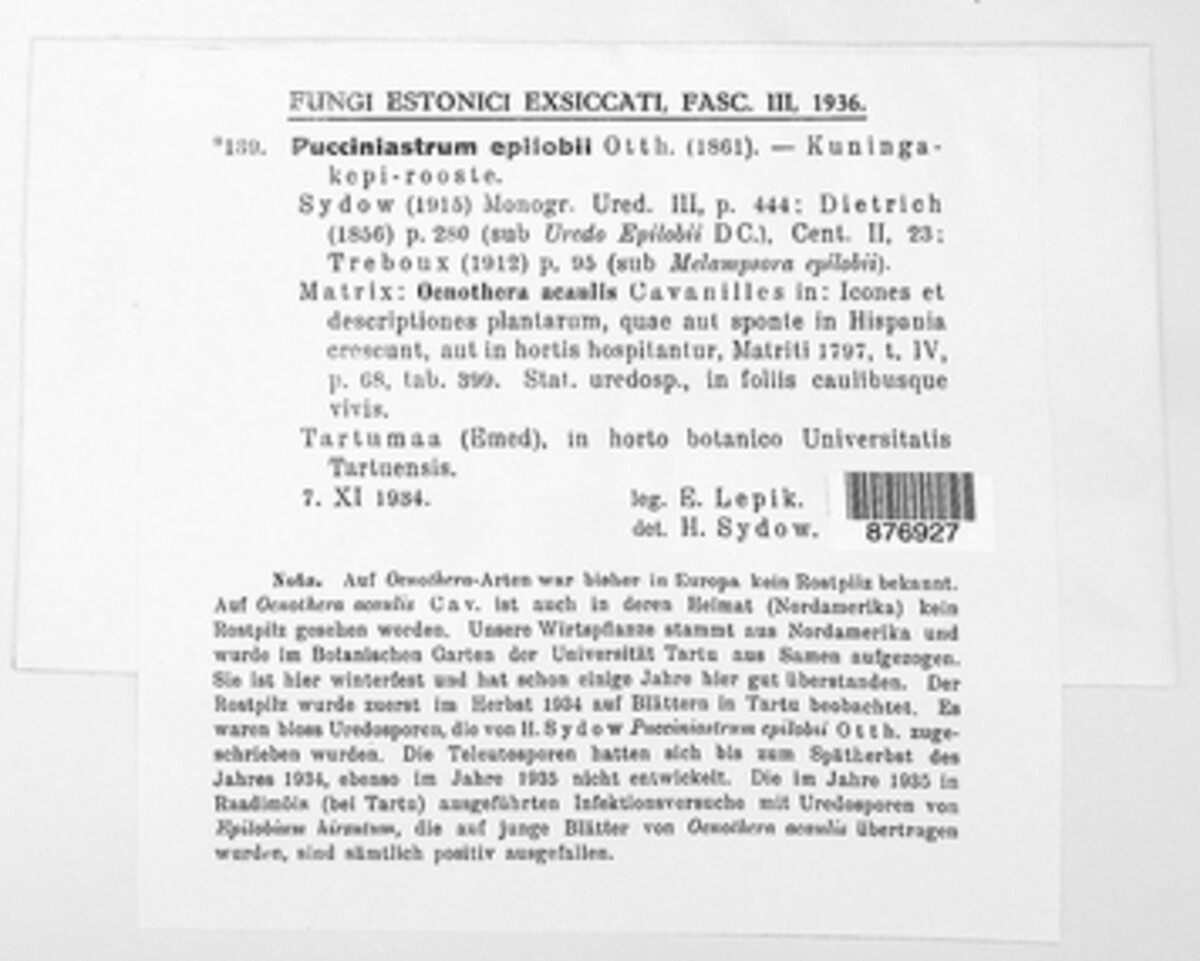 FUNGI ESTONICI EXSICCATI, FASC. III, 1936.
*139. Pucciniastrum epilobii Otth. (1861). — Kuninga-
kepi-rooste.
Sydow (1915) Monogr. Ured. III, p. 444; Dietrich
(1856) p. 280 (sub Uredo Epilobii DC.), Cent. II, 23;
Treboux (1912) p. 95 (sub Melampsora epilobii).
Matrix: Oenothera acaulis Cavanilles in: Icones et
descriptiones plantarum, quae aut sponte in Hispania
crescunt, aut in hortis hospitantur, Matriti 1797, t. IV,
p. 68, tab. 399. Stat. uredosp., in foliis caulibusque
vivis.
Tartumaa (Emed), in horto botanico Universitatis
Tartuensis.
7. XI 1934. leg. E. Lepik.
det. H. Sydow.
876927
Nota. Auf Oenothera-Arten war bisher in Europa kein Rostpilz bekannt.
Auf Oenothera acaulis Cav. ist auch in deren Heimat (Nordamerika) kein
Rostpilz gesehen worden. Unsere Wirtspflanze stammt aus Nordamerika und
wurde im Botanischen Garten der Universität Tartu aus Samen aufgezogen.
Sie ist hier winterfest und hat schon einige Jahre hier gut überstanden. Der
Rostpilz wurde zuerst im Herbst 1934 auf Blättern in Tartu beobachtet. Es
waren bloss Uredosporen, die von H. Sydow Pucciniastrum epilobii Otth. zuge-
schrieben wurden. Die Teleutosporen hatten sich bis zum Spätherbst des
Jahres 1934, ebenso im Jahre 1935 nicht entwickelt. Die im Jahre 1935 in
Raadimõis (bei Tartu) ausgeführten Infektionsversuche mit Uredosporen von
Epilobium hirsutum, die auf junge Blätter von Oenothera acaulis übertragen
wurden, sind sämtlich positiv ausgefallen.